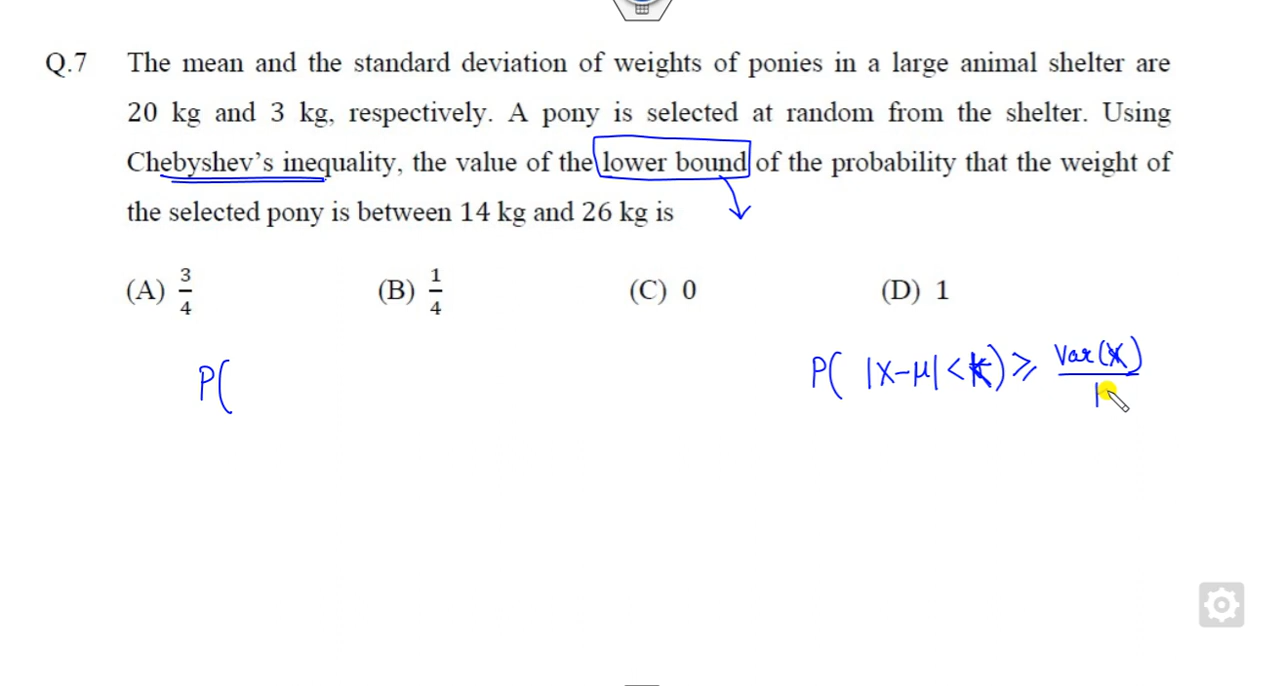 Q.7 The mean and the standard deviation of weights of ponies in a large animal shelter are
20 kg and 3 kg, respectively. A pony is selected at random from the shelter. Using
Chebyshev's inequality, the value of the lower bound of the probability that the weight of
the selected pony is between 14 kg and 26 kg is
(A) 3/4 (B) 1/4 (C) 0 (D) 1
P( P( |X-μ| < k) ≥ Var(X)/